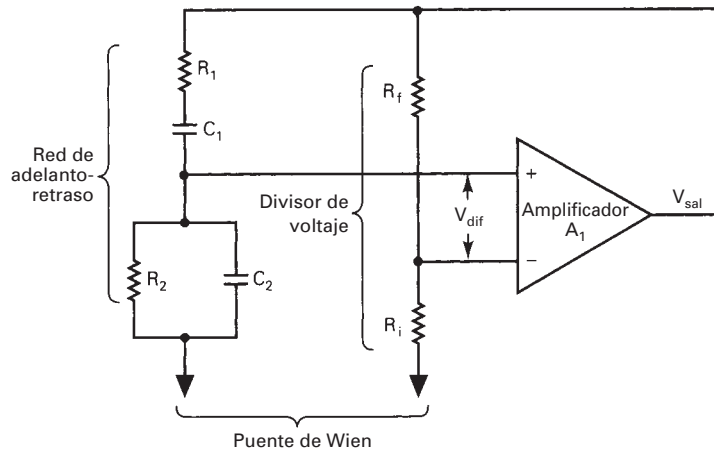 R1
Rf
C1
Red de
adelanto-
retraso
Divisor de
voltaje
+
Vdif
Amplificador
A1
Vsal
−
R2
C2
Ri
Puente de Wien